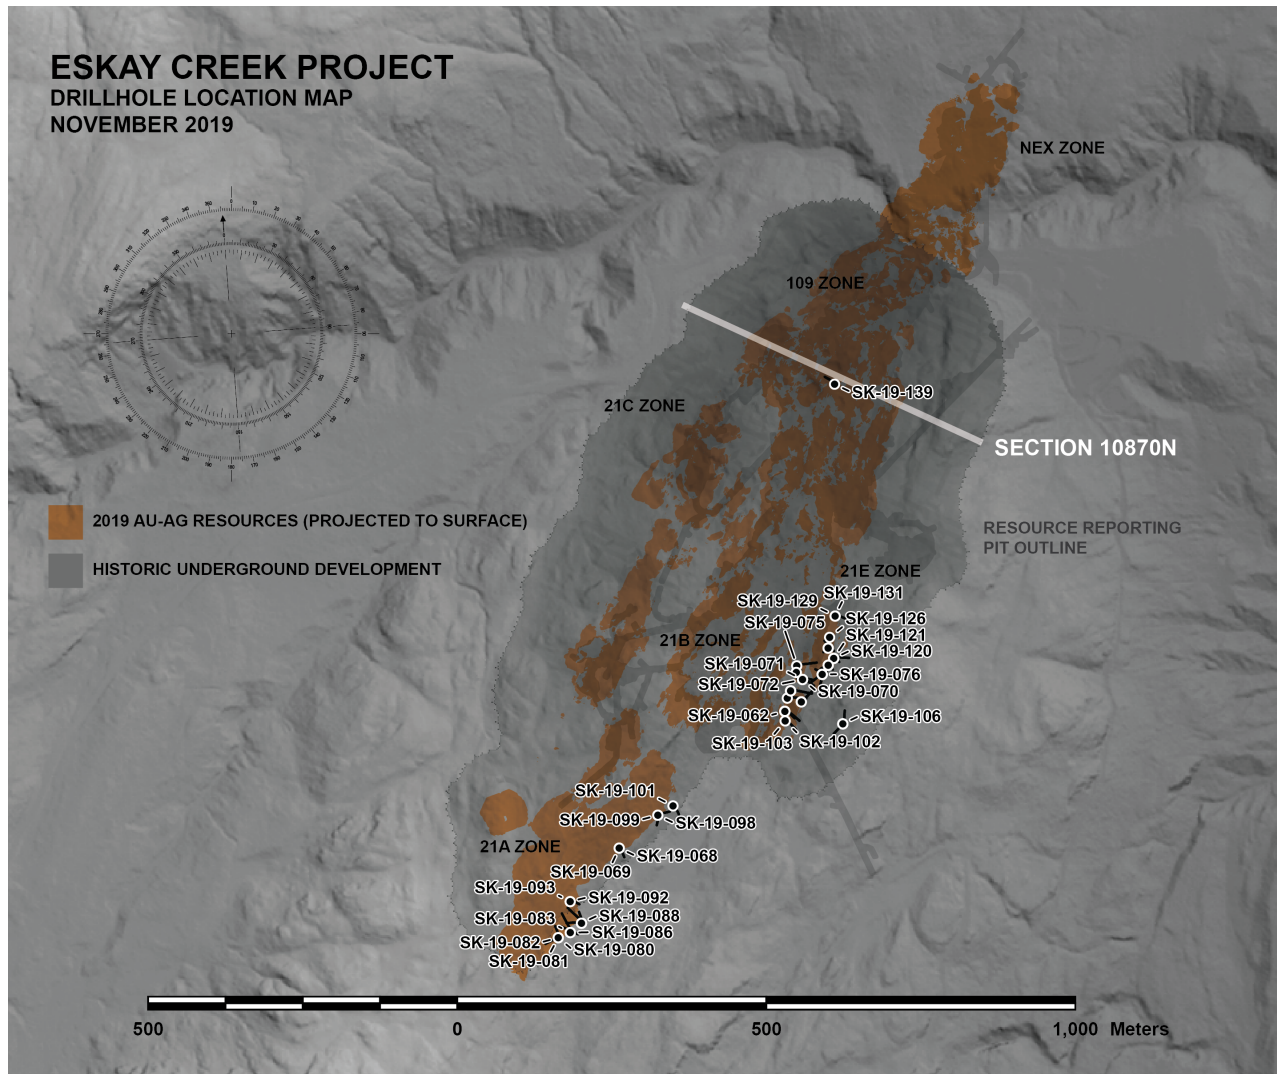 ESKAY CREEK PROJECT
DRILLHOLE LOCATION MAP
NOVEMBER 2019
NEX ZONE
109 ZONE
SK-19-139
21C ZONE
SECTION 10870N
2019 AU-AG RESOURCES (PROJECTED TO SURFACE)
RESOURCE REPORTING
PIT OUTLINE
HISTORIC UNDERGROUND DEVELOPMENT
21E ZONE
SK-19-131
SK-19-129
SK-19-126
SK-19-075
SK-19-121
21B ZONE
SK-19-120
SK-19-071
SK-19-076
SK-19-072
SK-19-070
SK-19-062
SK-19-106
SK-19-103
SK-19-102
SK-19-101
SK-19-099
SK-19-098
21A ZONE
SK-19-068
SK-19-069
SK-19-093
SK-19-092
SK-19-083
SK-19-088
SK-19-086
SK-19-082
SK-19-080
SK-19-081
500 0 500 1,000 Meters